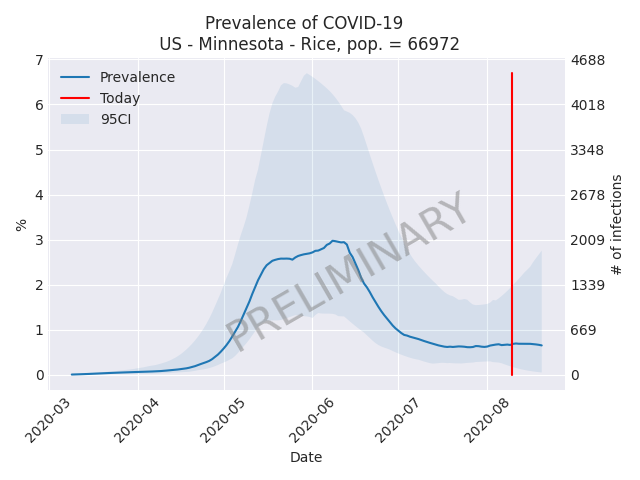 Prevalence of COVID-19
US - Minnesota - Rice, pop. = 66972
7
6
5
4
3
2
1
0
%
4688
4018
3348
2678
2009
1339
669
0
# of infections
Prevalence
Today
95CI
PRELIMINARY
2020-03
2020-04
2020-05
2020-06
2020-07
2020-08
Date